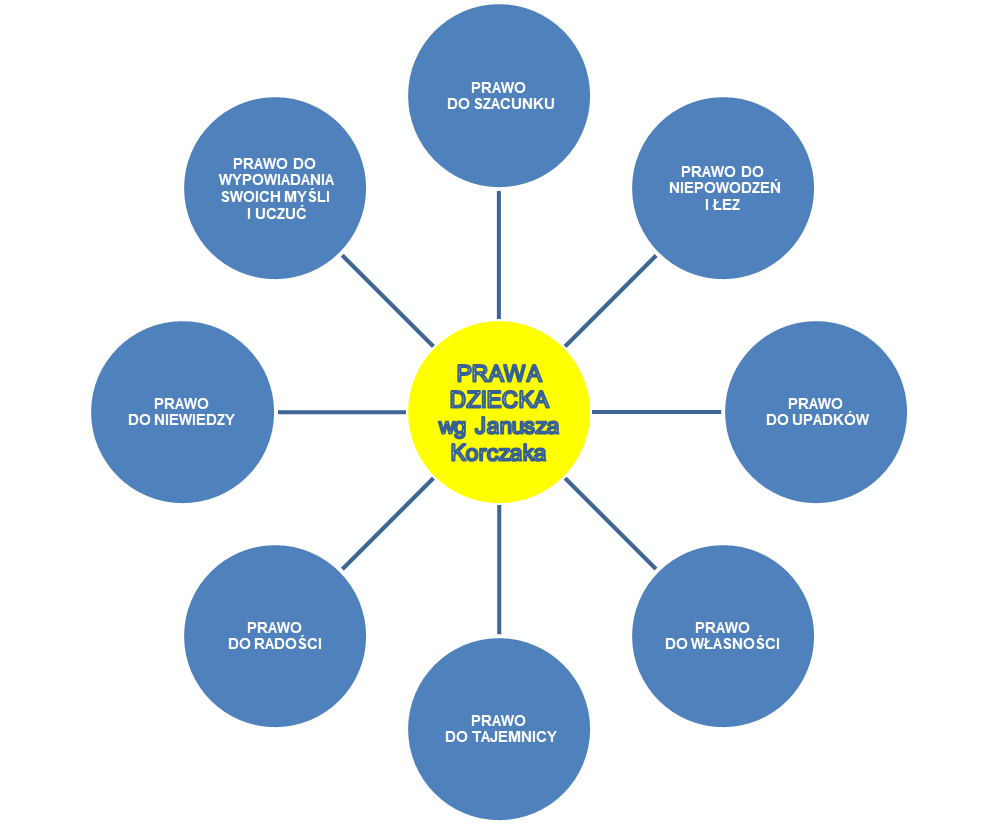 PRAWO
DO SZACUNKU
PRAWO DO
NIEPOWODZEŃ
I ŁEZ
PRAWO
DO UPADKÓW
PRAWO
DO WŁASNOŚCI
PRAWO
DO TAJEMNICY
PRAWO
DO RADOŚCI
PRAWO
DO NIEWIEDZY
PRAWO DO
WYPOWIADANIA
SWOICH MYŚLI
I UCZUĆ
PRAWA
DZIECKA
wg Janusza
Korczaka